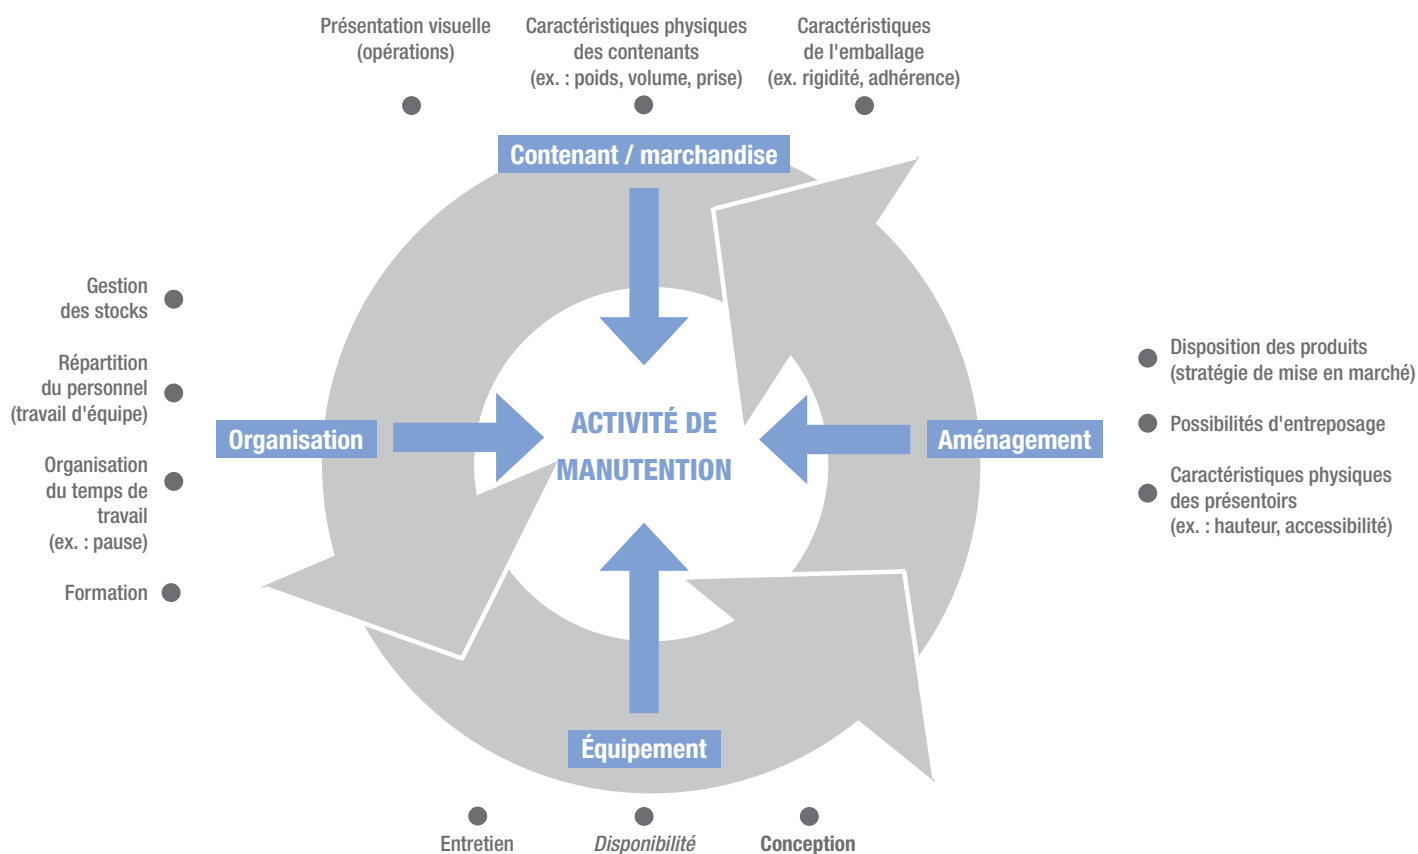 Présentation visuelle
(opérations)
Caractéristiques physiques
des contenants
(ex. : poids, volume, prise)
Caractéristiques
de l'emballage
(ex. rigidité, adhérence)
Contenant / marchandise
Gestion
des stocks
Répartition
du personnel
(travail d'équipe)
Organisation
du temps de
travail
(ex. : pause)
Formation
Organisation
ACTIVITÉ DE
MANUTENTION
Aménagement
Disposition des produits
(stratégie de mise en marché)
Possibilités d'entreposage
Caractéristiques physiques
des présentoirs
(ex. : hauteur, accessibilité)
Équipement
Entretien
Disponibilité
Conception